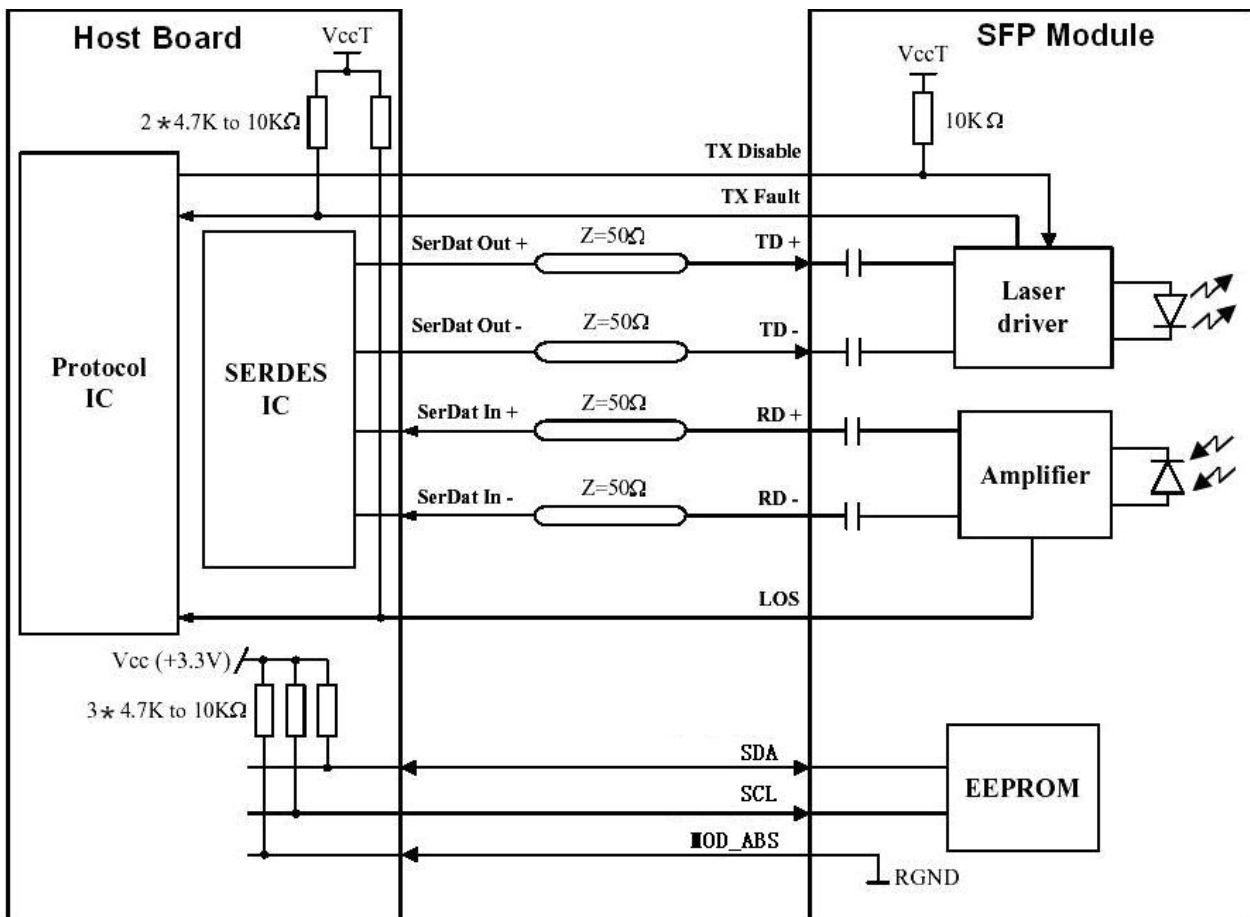 Host Board
SFP Module
VccT
VccT
2*4.7K to 10KΩ
10KΩ
TX Disable
TX Fault
SerDat Out +
Z=50Ω
TD +
Laser
driver
SerDat Out -
Z=50Ω
TD -
Protocol
IC
SERDES
IC
SerDat In +
Z=50Ω
RD +
Amplifier
SerDat In -
Z=50Ω
RD -
LOS
Vcc (+3.3V)
3*4.7K to 10KΩ
SDA
SCL
EEPROM
MOD_ABS
RGND